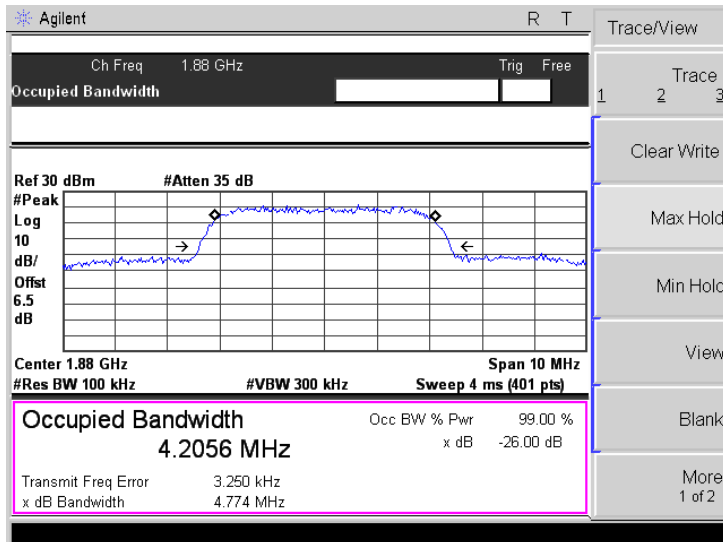 Agilent R T
Trace/View
Ch Freq 1.88 GHz Trig Free
Occupied Bandwidth
Trace
1 2 3
Clear Write
Ref 30 dBm #Atten 35 dB
#Peak
Log
10
dB/
Offst
6.5
dB
Max Hold
Min Hold
View
Center 1.88 GHz Span 10 MHz
#Res BW 100 kHz #VBW 300 kHz Sweep 4 ms (401 pts)
Occupied Bandwidth Occ BW % Pwr 99.00 %
4.2056 MHz x dB -26.00 dB
Blank
Transmit Freq Error 3.250 kHz
x dB Bandwidth 4.774 MHz
More
1 of 2